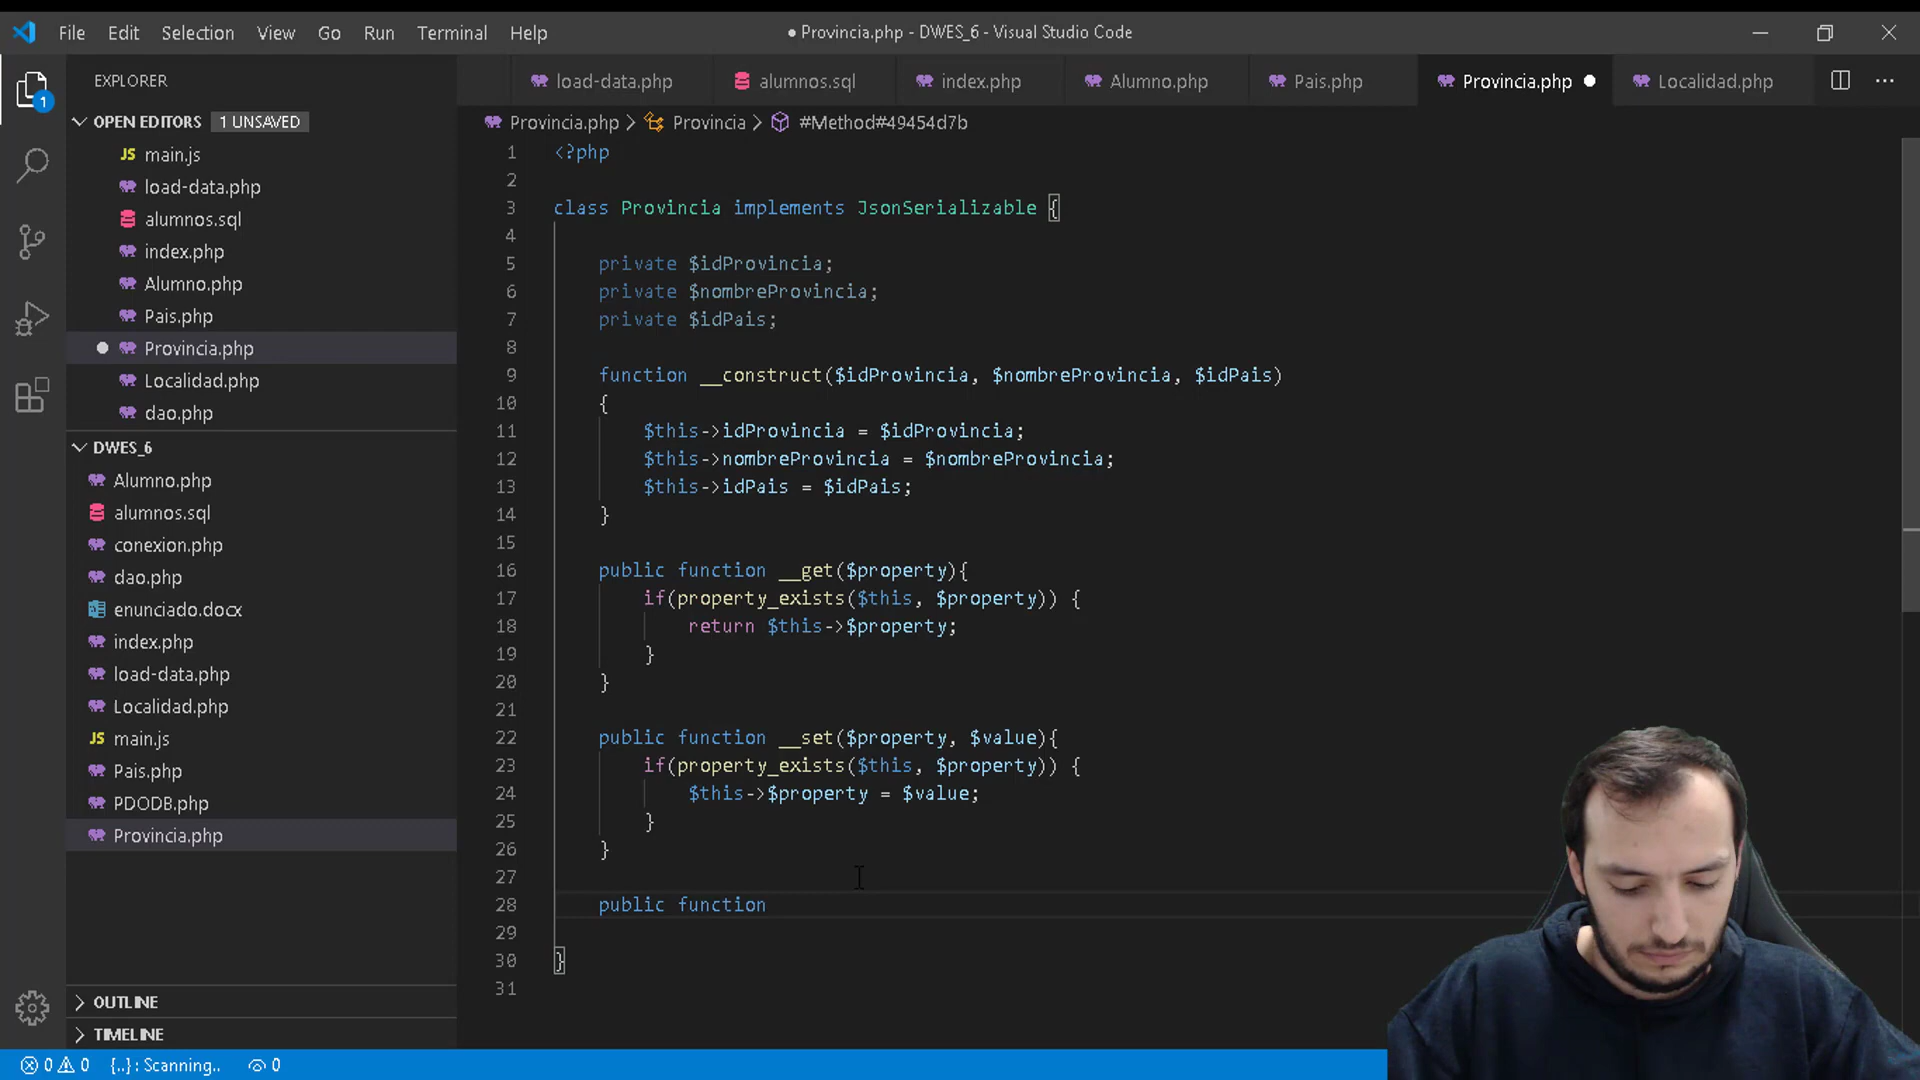 File Edit Selection View Go Run Terminal Help
● Provincia.php - DWES_6 - Visual Studio Code
EXPLORER
load-data.php alumnos.sql index.php Alumno.php Pais.php Provincia.php ● Localidad.php
OPEN EDITORS 1 UNSAVED
JS main.js
load-data.php
alumnos.sql
index.php
Alumno.php
Pais.php
Provincia.php
Localidad.php
dao.php
DWES_6
Alumno.php
alumnos.sql
conexion.php
dao.php
enunciado.docx
index.php
load-data.php
Localidad.php
JS main.js
Pais.php
PDODB.php
Provincia.php
OUTLINE
TIMELINE
Provincia.php > Provincia > #Method#49454d7b
1 <?php
2
3 class Provincia implements JsonSerializable {
4
5 private $idProvincia;
6 private $nombreProvincia;
7 private $idPais;
8
9 function __construct($idProvincia, $nombreProvincia, $idPais)
10 {
11 $this->idProvincia = $idProvincia;
12 $this->nombreProvincia = $nombreProvincia;
13 $this->idPais = $idPais;
14 }
15
16 public function __get($property){
17 if(property_exists($this, $property)) {
18 return $this->$property;
19 }
20 }
21
22 public function __set($property, $value){
23 if(property_exists($this, $property)) {
24 $this->$property = $value;
25 }
26 }
27
28 public function
29
30 }
31
0 0 {..} : Scanning.. 0
1